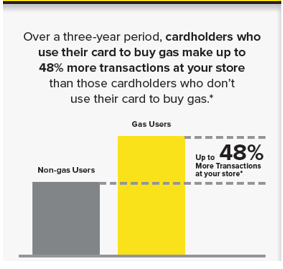 Over a three-year period, cardholders who
use their card to buy gas make up to
48% more transactions at your store
than those cardholders who don't
use their card to buy gas.*
Gas Users
Non-gas Users
Up to 48%
More Transactions
at your store*